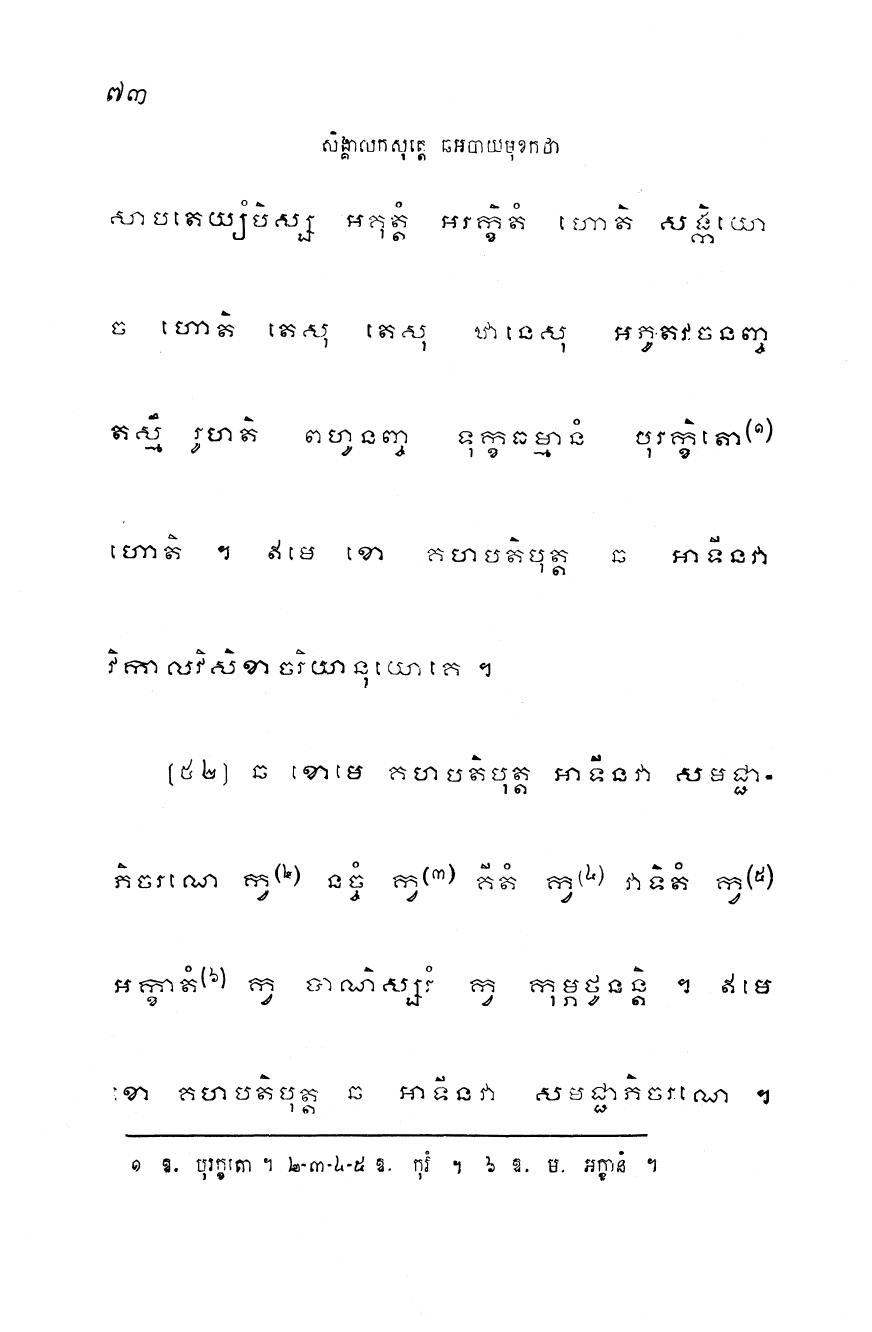 ៧៣
សិង្គាលកសុត្តេ ឆអបាយមុខកថា
សាបតេយ្យំបិស្ស អគុត្តំ អរក្ខិតំ ហោតិ សង្កិយោ
ច ហោតិ តេសុ តេសុ ឋានេសុ អភូតវចនញ្ច
តស្មឹ រូហតិ ពហូនញ្ច ទុក្ខធម្មានំ បុរក្ខិតោ(១)
ហោតិ ។ ឥមេ ខោ គហបតិបុត្ត ឆ អាទីនវា
វិកាលវិសិខាចរិយានុយោគេ ។
(៥២) ឆ ខោមេ គហបតិបុត្ត អាទីនវា សមជ្ជា-
ភិចរណេ ក្វ(២) នច្ចំ ក្វ(៣) គីតំ ក្វ(៤) វាទិតំ ក្វ(៥)
អក្ខាតំ(៦) ក្វ បាណិស្សរំ ក្វ កុម្ភថូនន្តិ ។ ឥមេ
ខោ គហបតិបុត្ត ឆ អាទីនវា សមជ្ជាភិចរណេ ។
១ ឱ. បុរក្ខតោ ។ ២-៣-៤-៥ ឱ. កុវំ ។ ៦ ឱ. ម. អក្ខានំ ។